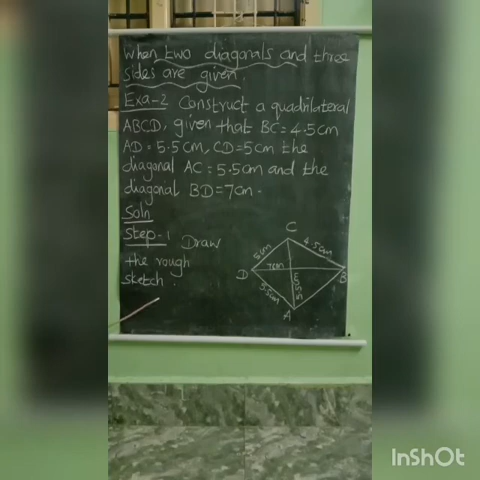 When two diagonals and three
sides are given.
Exa-2 Construct a quadrilateral
ABCD, given that BC = 4.5cm
AD = 5.5cm, CD = 5cm the
diagonal AC = 5.5cm and the
diagonal BD = 7cm.
Soln
Step-1 Draw
the rough
sketch.
C
5cm 4.5cm
D 7cm B
5.5cm 5.5cm
A
InShOt